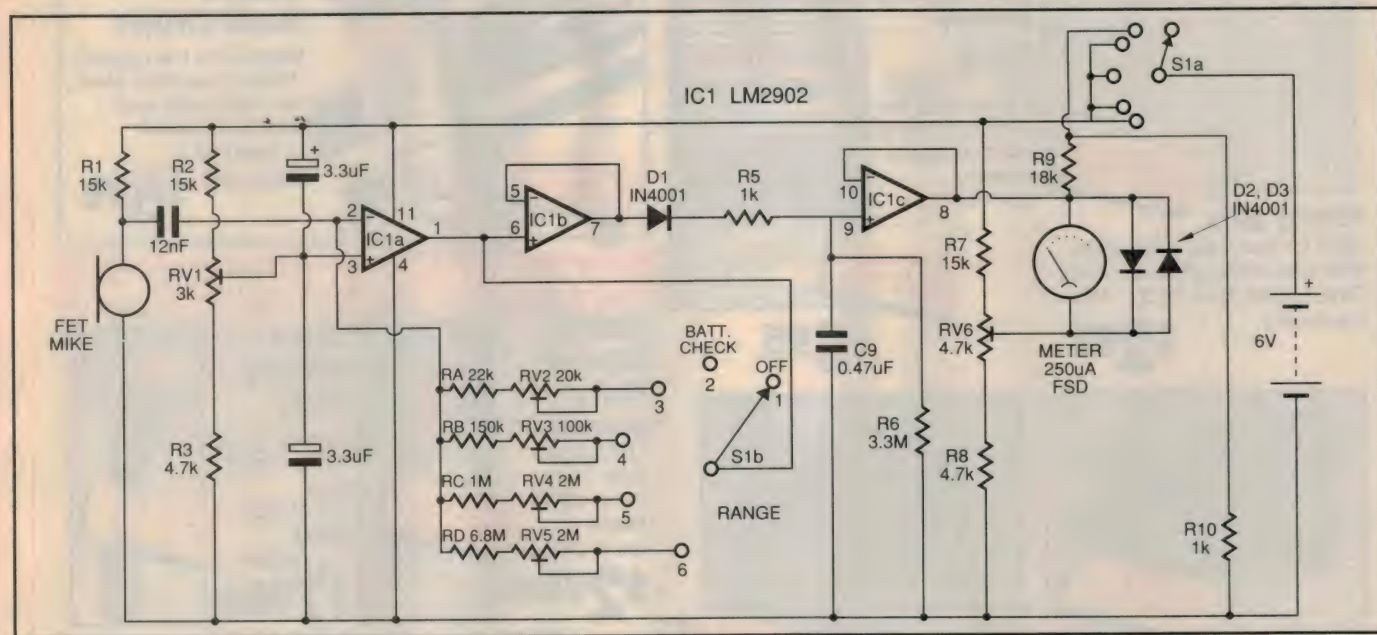 IC1 LM2902
S1a
R1
15k
R2
15k
+
3.3uF
12nF
RV1
3k
FET
MIKE
R3
4.7k
3.3uF
2
−
11
IC1a
1
3
+
4
5
−
IC1b
6
+
7
D1
IN4001
R5
1k
10
−
IC1c
8
9
+
R9
18k
D2, D3
IN4001
R7
15k
RV6
4.7k
METER
250uA
FSD
+
6V
BATT.
CHECK
2
OFF
1
C9
0.47uF
RA 22k
RV2 20k
3
RB 150k
RV3 100k
4
RC 1M
RV4 2M
5
RD 6.8M
RV5 2M
6
S1b
RANGE
R6
3.3M
R8
4.7k
R10
1k